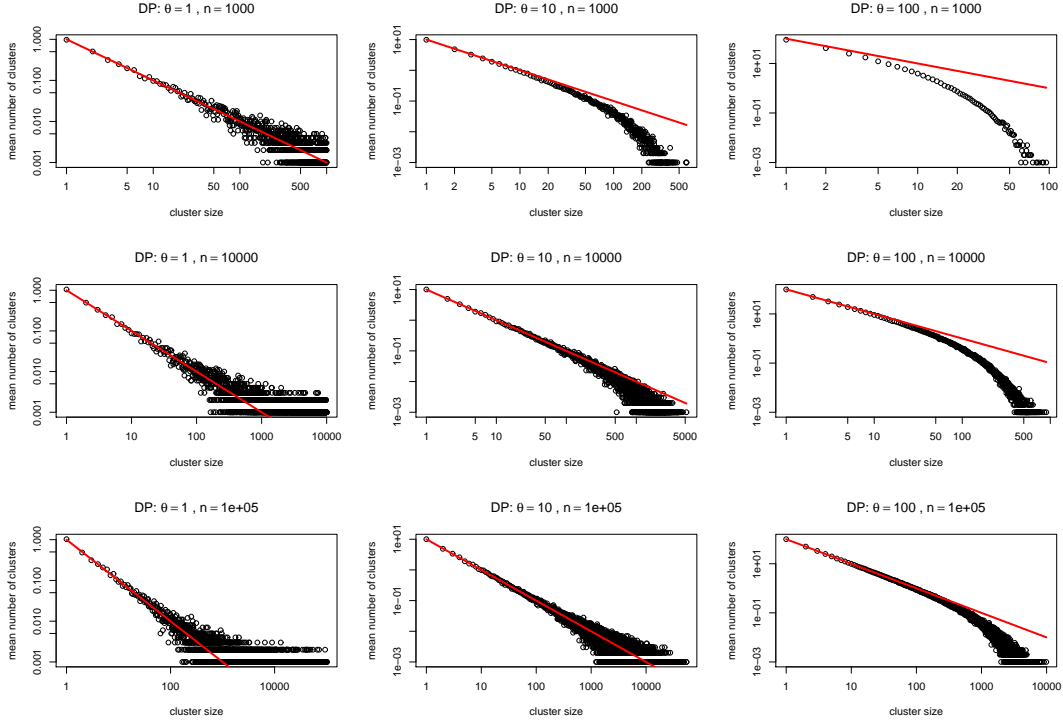 DP: θ = 1 , n = 1000
mean number of clusters
1.000
0.100
0.010
0.001
1 5 10 50 100 500
cluster size
DP: θ = 10 , n = 1000
mean number of clusters
1e+01
1e−01
1e−03
1 2 5 10 20 50 100 200 500
cluster size
DP: θ = 100 , n = 1000
mean number of clusters
1e+01
1e−01
1e−03
1 2 5 10 20 50 100
cluster size
DP: θ = 1 , n = 10000
mean number of clusters
1.000
0.100
0.010
0.001
1 10 100 1000 10000
cluster size
DP: θ = 10 , n = 10000
mean number of clusters
1e+01
1e−01
1e−03
1 5 10 50 500 5000
cluster size
DP: θ = 100 , n = 10000
mean number of clusters
1e+01
1e−01
1e−03
1 5 10 50 100 500
cluster size
DP: θ = 1 , n = 1e+05
mean number of clusters
1.000
0.100
0.010
0.001
1 100 10000
cluster size
DP: θ = 10 , n = 1e+05
mean number of clusters
1e+01
1e−01
1e−03
1 10 100 1000 10000
cluster size
DP: θ = 100 , n = 1e+05
mean number of clusters
1e+01
1e−01
1e−03
1 10 100 1000 10000
cluster size